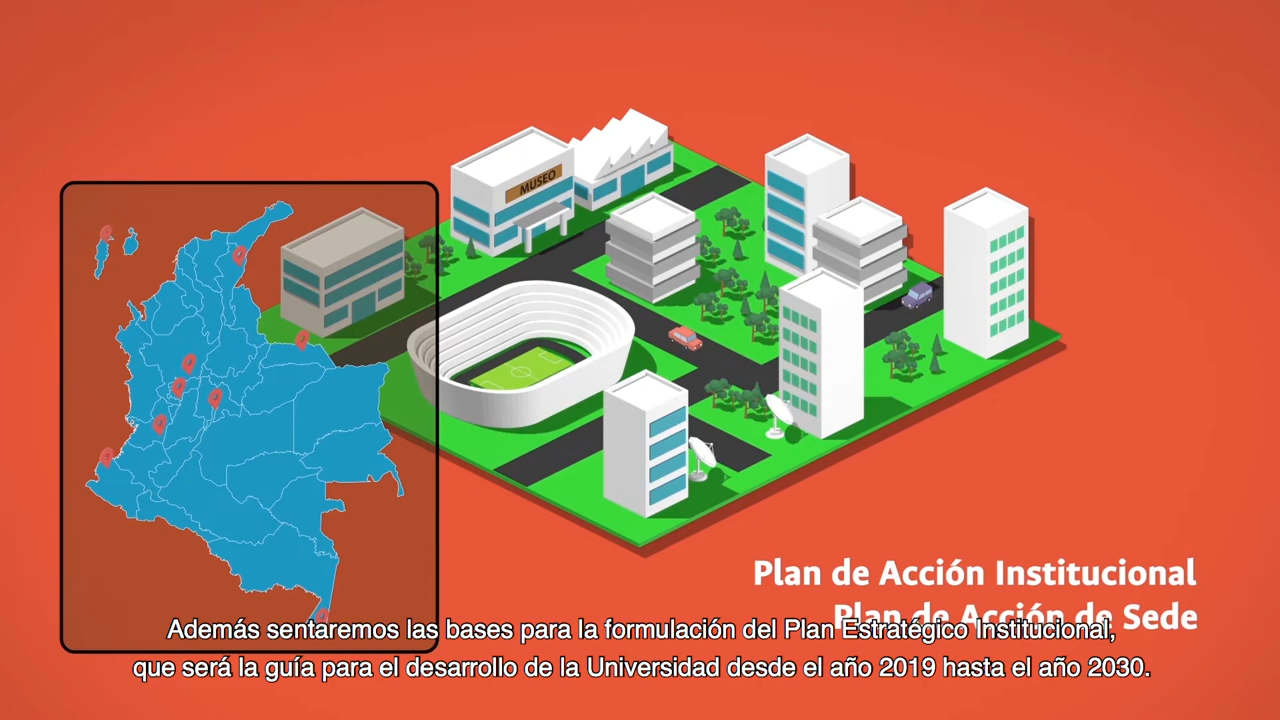 MUSEO
Plan de Acción Institucional
Plan de Acción de Sede
Además sentaremos las bases para la formulación del Plan Estratégico Institucional,
que será la guía para el desarrollo de la Universidad desde el año 2019 hasta el año 2030.